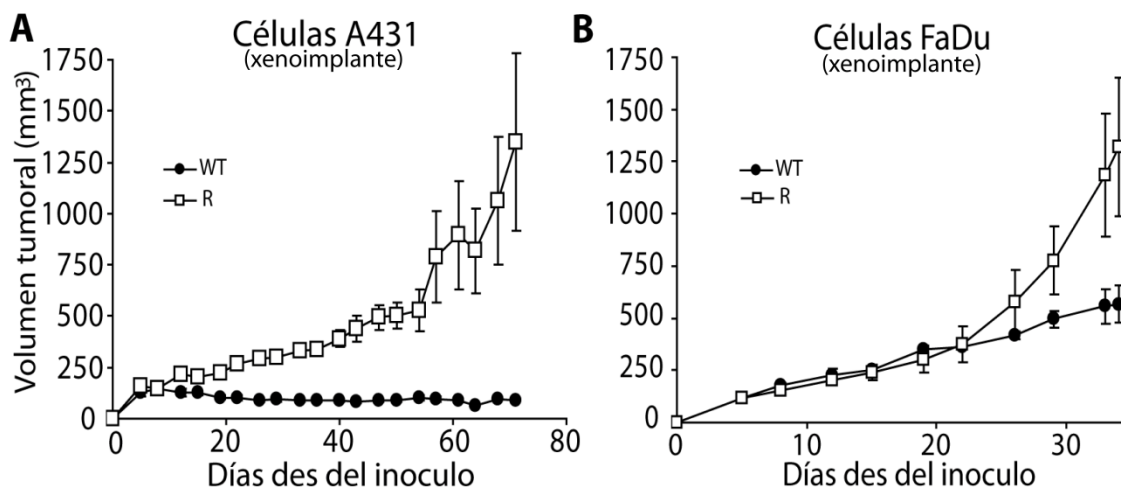 A
Células A431
(xenoimplante)
Volumen tumoral (mm³)
1750
1500
1250
1000
750
500
250
0
WT
R
0
20
40
60
80
Días des del inoculo
B
Células FaDu
(xenoimplante)
1750
1500
1250
1000
750
500
250
0
WT
R
0
10
20
30
Días des del inoculo